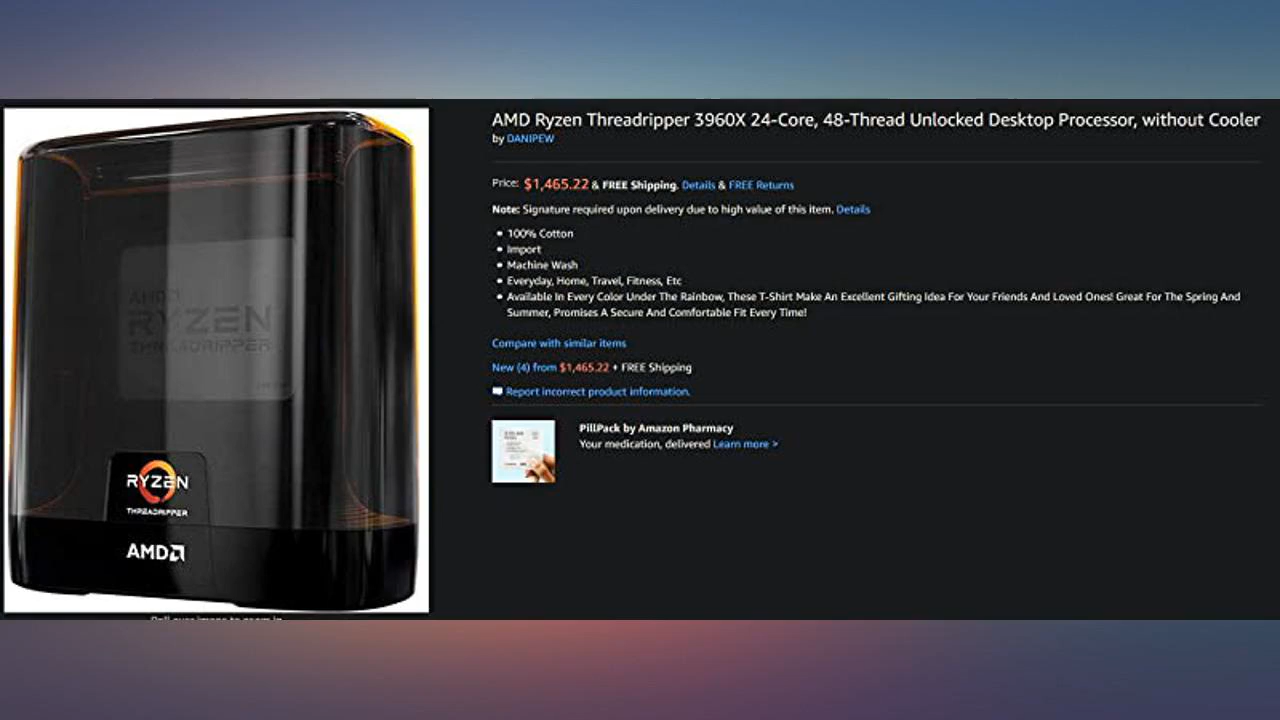 AMD Ryzen Threadripper 3960X 24-Core, 48-Thread Unlocked Desktop Processor, without Cooler
by DANIPEW
Price: $1,465.22 & FREE Shipping. Details & FREE Returns
Note: Signature required upon delivery due to high value of this item. Details
• 100% Cotton
• Import
• Machine Wash
• Everyday, Home, Travel, Fitness, Etc
• Available In Every Color Under The Rainbow, These T-Shirt Make An Excellent Gifting Idea For Your Friends And Loved Ones! Great For The Spring And
Summer, Promises A Secure And Comfortable Fit Every Time!
Compare with similar items
New (4) from $1,465.22 + FREE Shipping
Report incorrect product information.
PillPack by Amazon Pharmacy
Your medication, delivered Learn more >
AMD
RYZEN
THREADRIPPER
RYZEN
THREADRIPPER
AMD